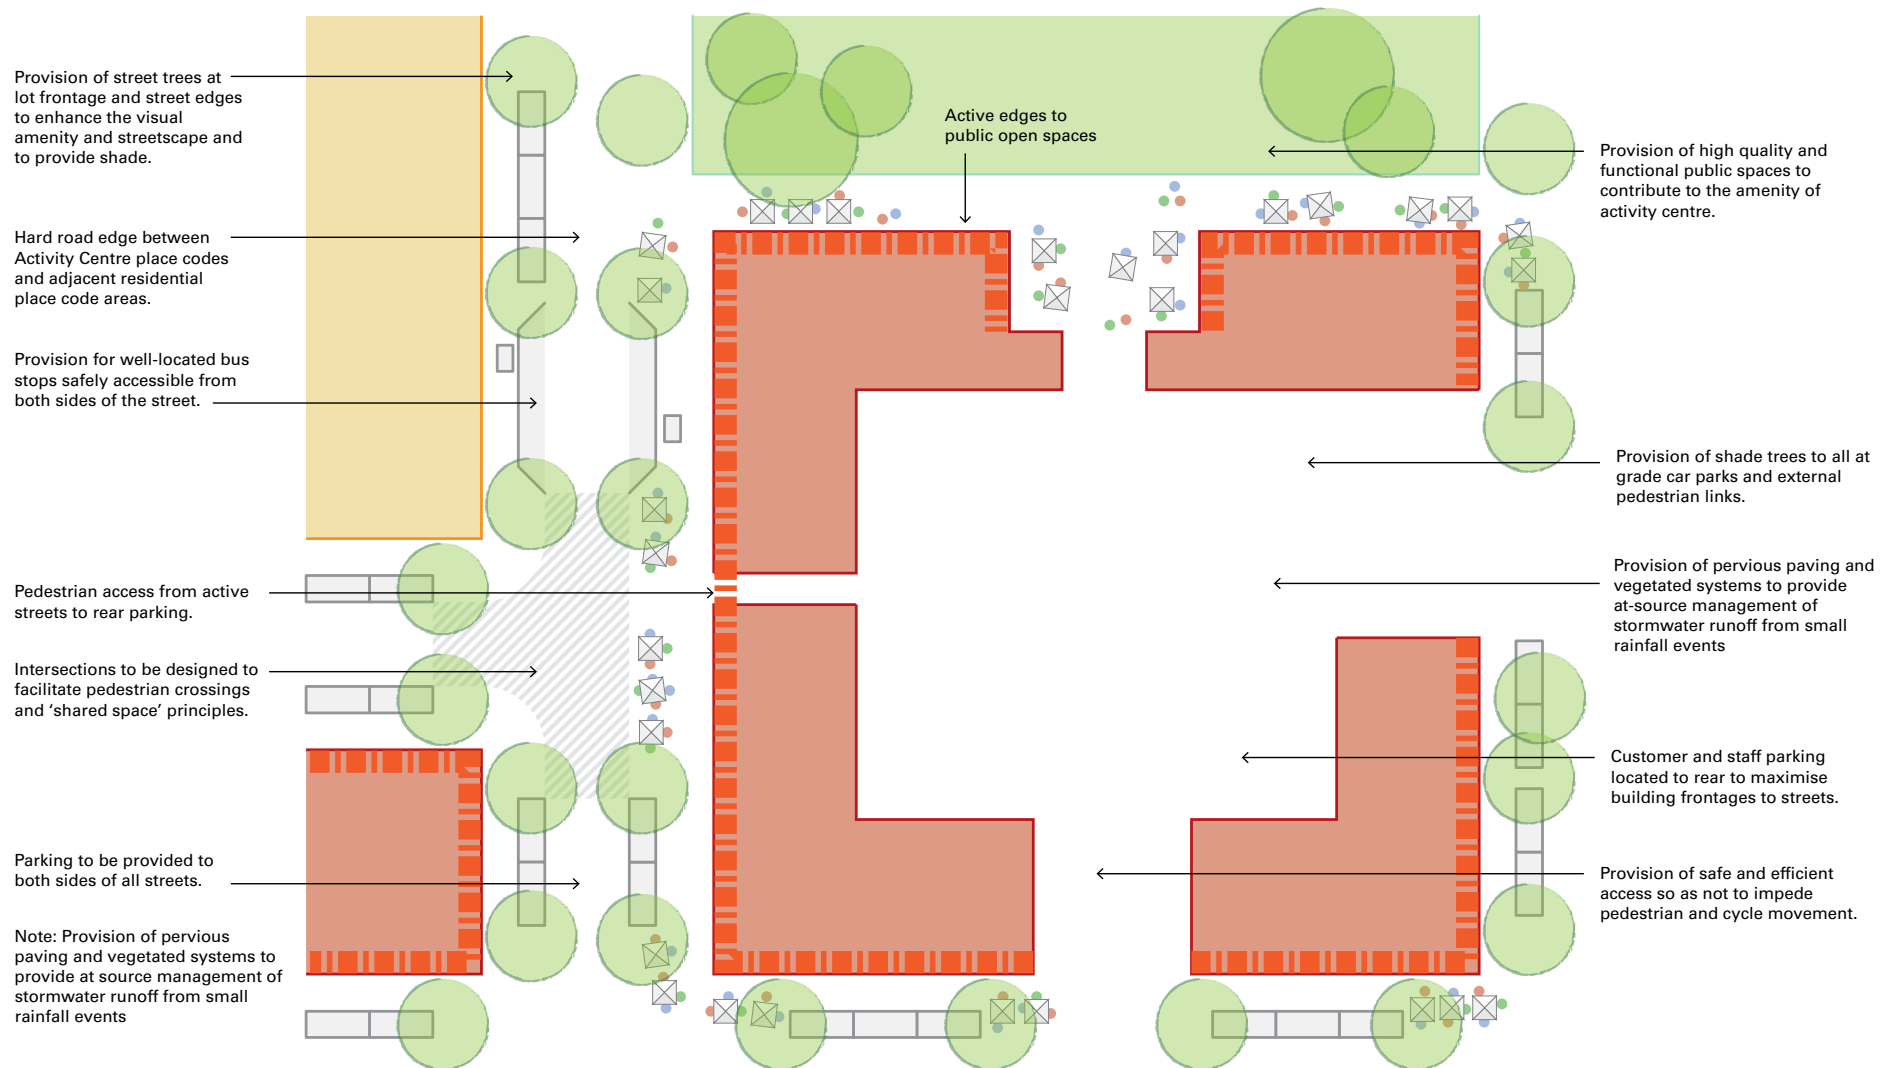 Provision of street trees at
lot frontage and street edges
to enhance the visual
amenity and streetscape and
to provide shade.
Hard road edge between
Activity Centre place codes
and adjacent residential
place code areas.
Provision for well-located bus
stops safely accessible from
both sides of the street.
Pedestrian access from active
streets to rear parking.
Intersections to be designed to
facilitate pedestrian crossings
and ‘shared space’ principles.
Parking to be provided to
both sides of all streets.
Note: Provision of pervious
paving and vegetated systems to
provide at source management of
stormwater runoff from small
rainfall events
Active edges to
public open spaces
Provision of high quality and
functional public spaces to
contribute to the amenity of
activity centre.
Provision of shade trees to all at
grade car parks and external
pedestrian links.
Provision of pervious paving and
vegetated systems to provide
at-source management of
stormwater runoff from small
rainfall events
Customer and staff parking
located to rear to maximise
building frontages to streets.
Provision of safe and efficient
access so as not to impede
pedestrian and cycle movement.